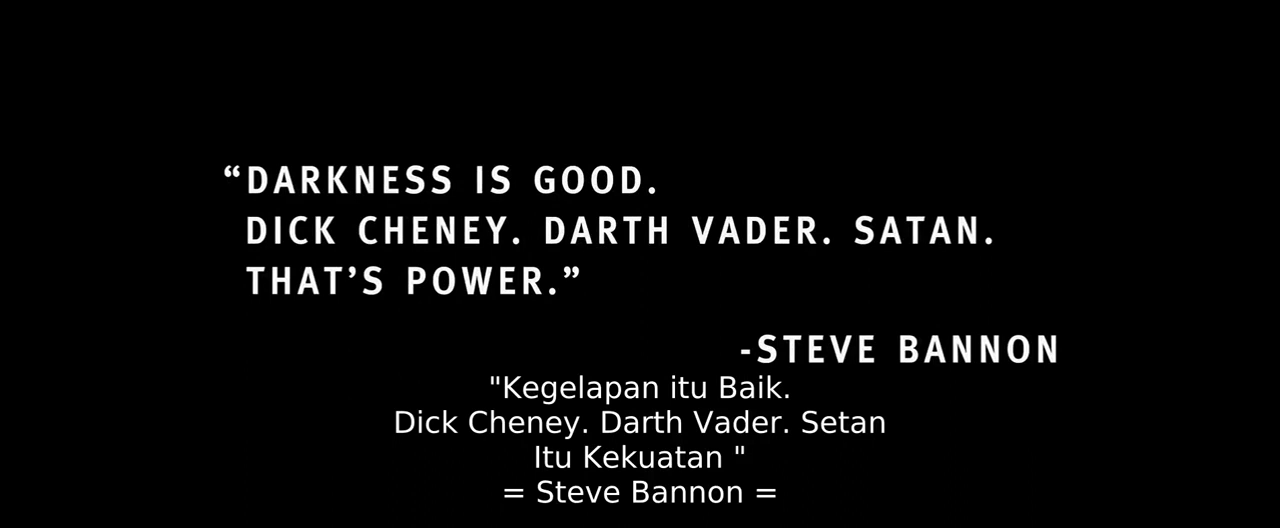 “DARKNESS IS GOOD.
DICK CHENEY. DARTH VADER. SATAN.
THAT’S POWER.”
-STEVE BANNON
"Kegelapan itu Baik.
Dick Cheney. Darth Vader. Setan
Itu Kekuatan "
= Steve Bannon =